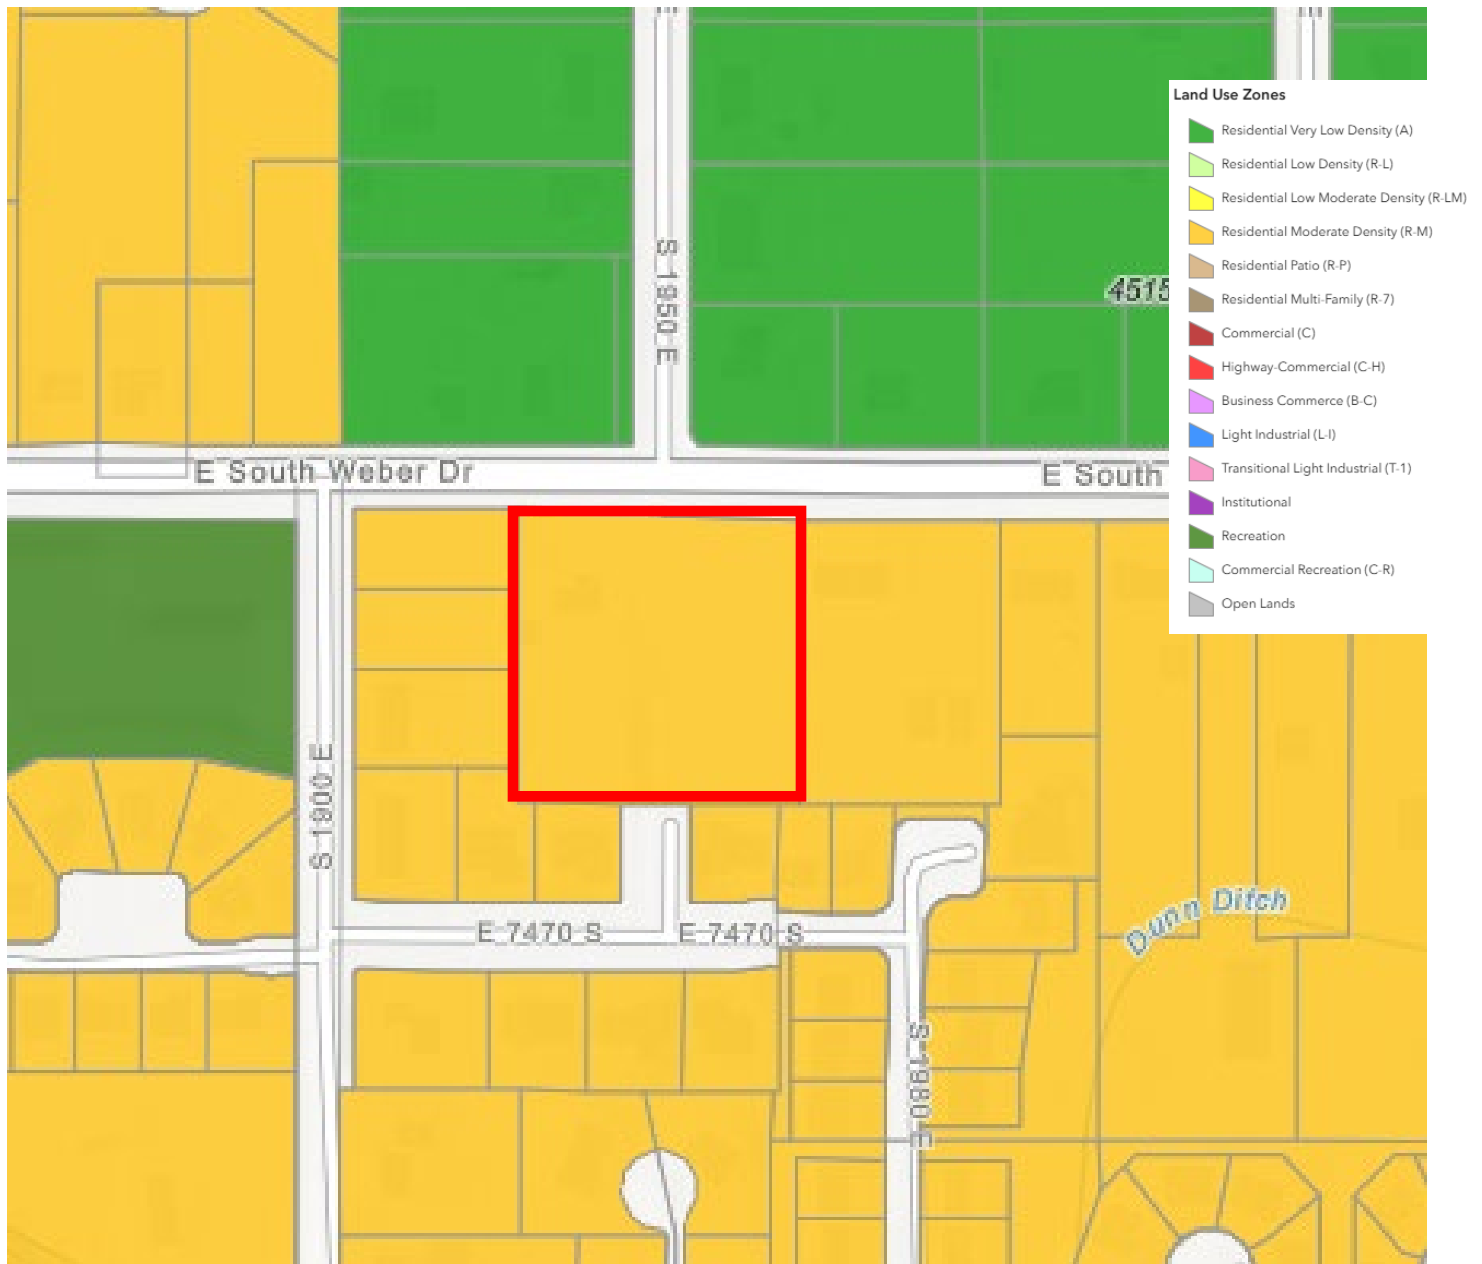 Land Use Zones
Residential Very Low Density (A)
Residential Low Density (R-L)
Residential Low Moderate Density (R-LM)
Residential Moderate Density (R-M)
Residential Patio (R-P)
Residential Multi-Family (R-7)
Commercial (C)
Highway-Commercial (C-H)
Business Commerce (B-C)
Light Industrial (L-I)
Transitional Light Industrial (T-1)
Institutional
Recreation
Commercial Recreation (C-R)
Open Lands
S 1950 E
4515
E South Weber Dr
E South
S 1900 E
E 7470 S
E 7470 S
Dunn Ditch
S 1980 E